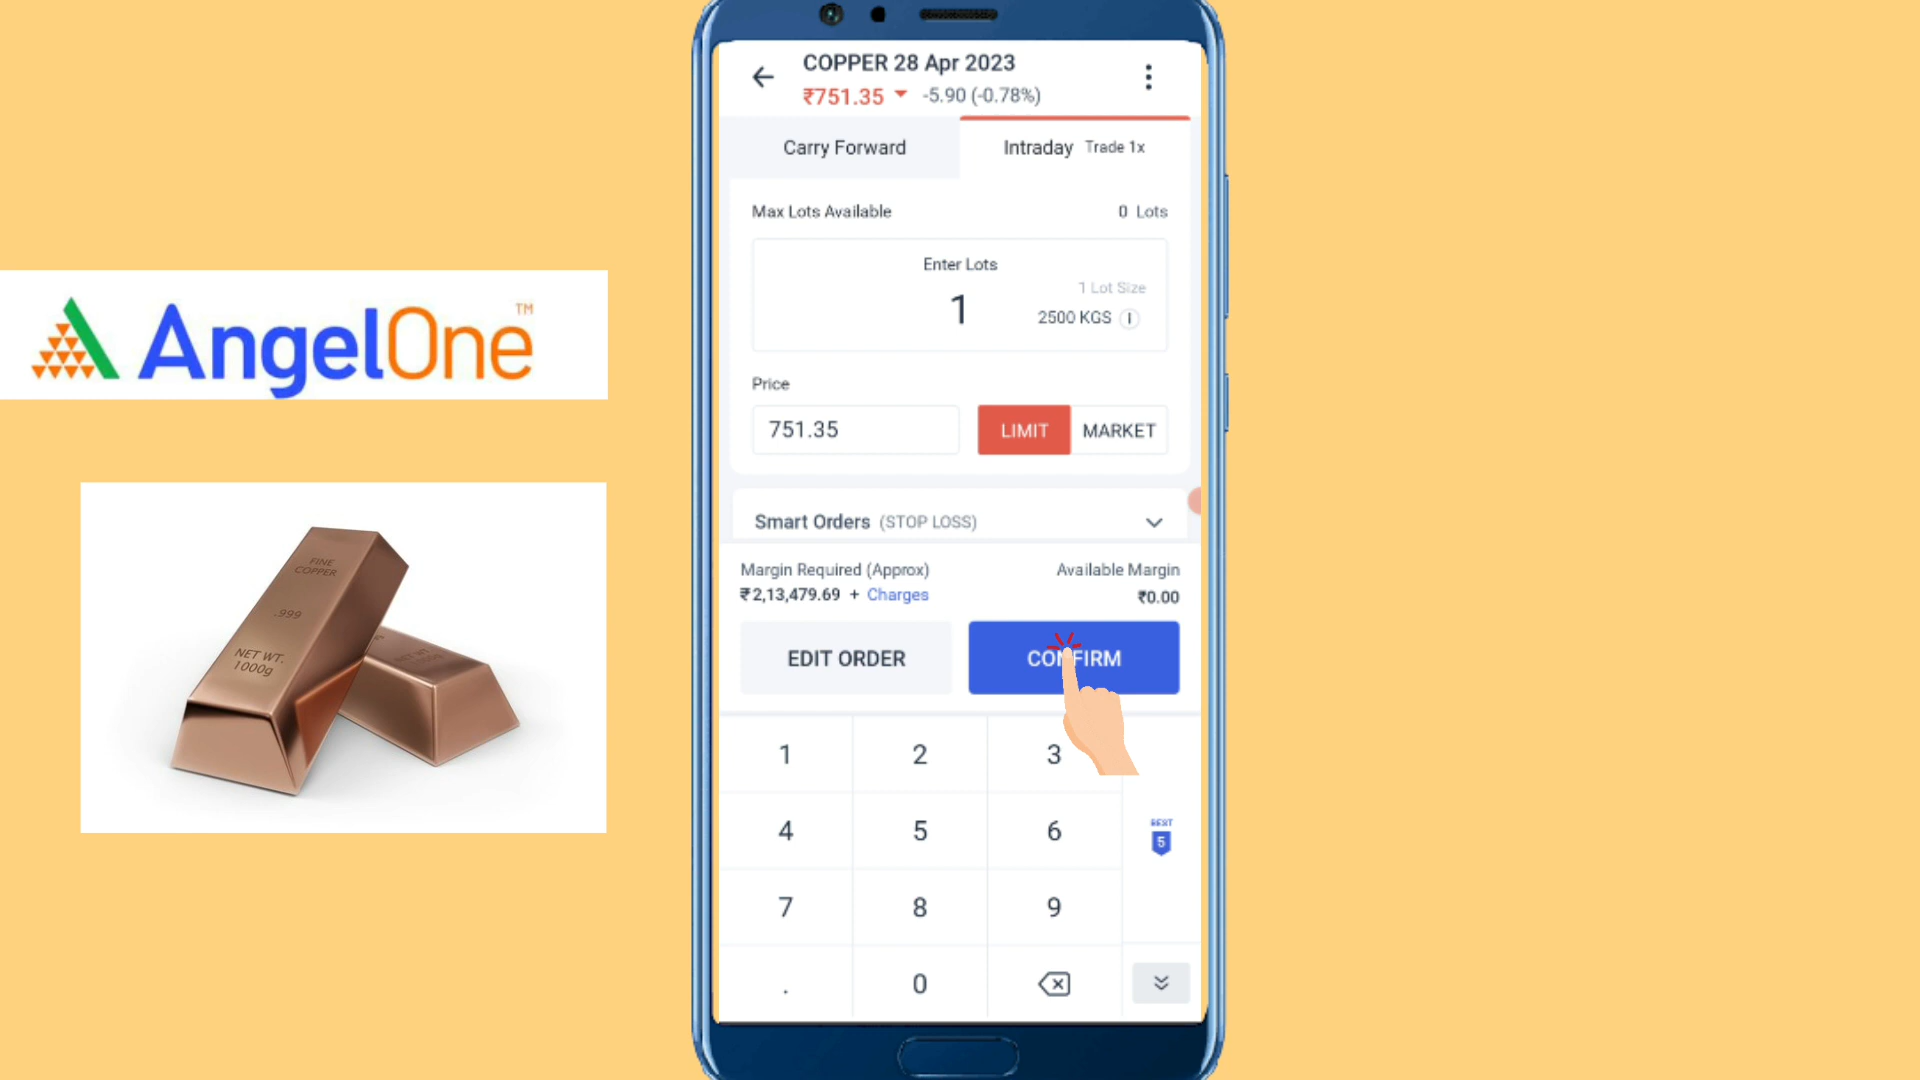 AngelOne™
FINE
COPPER
.999
NET WT.
1000g
COPPER 28 Apr 2023
₹751.35 -5.90 (-0.78%)
Carry Forward
Intraday Trade 1x
Max Lots Available 0 Lots
Enter Lots
1 Lot Size
1
2500 KGS
Price
751.35
LIMIT
MARKET
Smart Orders (STOP LOSS)
Margin Required (Approx) Available Margin
₹2,13,479.69 + Charges ₹0.00
EDIT ORDER
CONFIRM
1 2 3
4 5 6
BEST
5
7 8 9
. 0